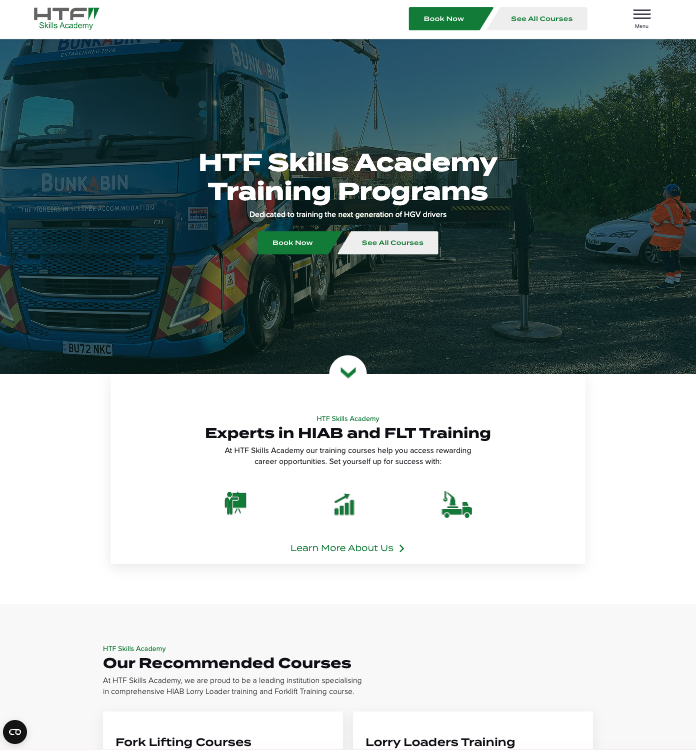 HTF
Skills Academy
Book Now
See All Courses
Menu
BUNKABIN
ESTABLISHED 1976
BUNKABIN
BUNKABIN
THE PIONEERS IN SLEEPER ACCOMMODATION
BU72 NKC
HTF Skills Academy
Training Programs
Dedicated to training the next generation of HGV drivers
Book Now
See All Courses
HTF Skills Academy
Experts in HIAB and FLT Training
At HTF Skills Academy our training courses help you access rewarding
career opportunities. Set yourself up for success with:
Learn More About Us
HTF Skills Academy
Our Recommended Courses
At HTF Skills Academy, we are proud to be a leading institution specialising
in comprehensive HIAB Lorry Loader training and Forklift Training course.
Fork Lifting Courses
Lorry Loaders Training